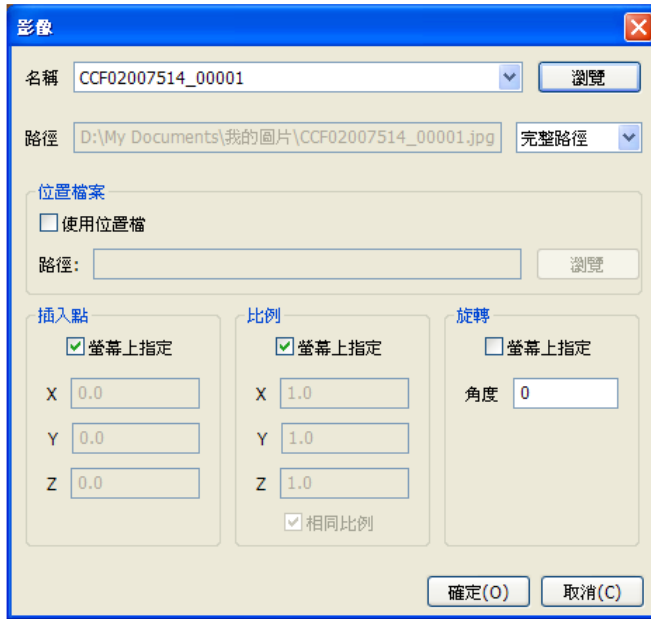 影像
名稱 CCF02007514_00001 瀏覽
路徑 D:\My Documents\我的圖片\CCF02007514_00001.jpg 完整路徑
位置檔案
使用位置檔
路徑: 瀏覽
插入點 比例 旋轉
螢幕上指定 螢幕上指定 螢幕上指定
X 0.0 X 1.0 角度 0
Y 0.0 Y 1.0
Z 0.0 Z 1.0
相同比例
確定(O) 取消(C)